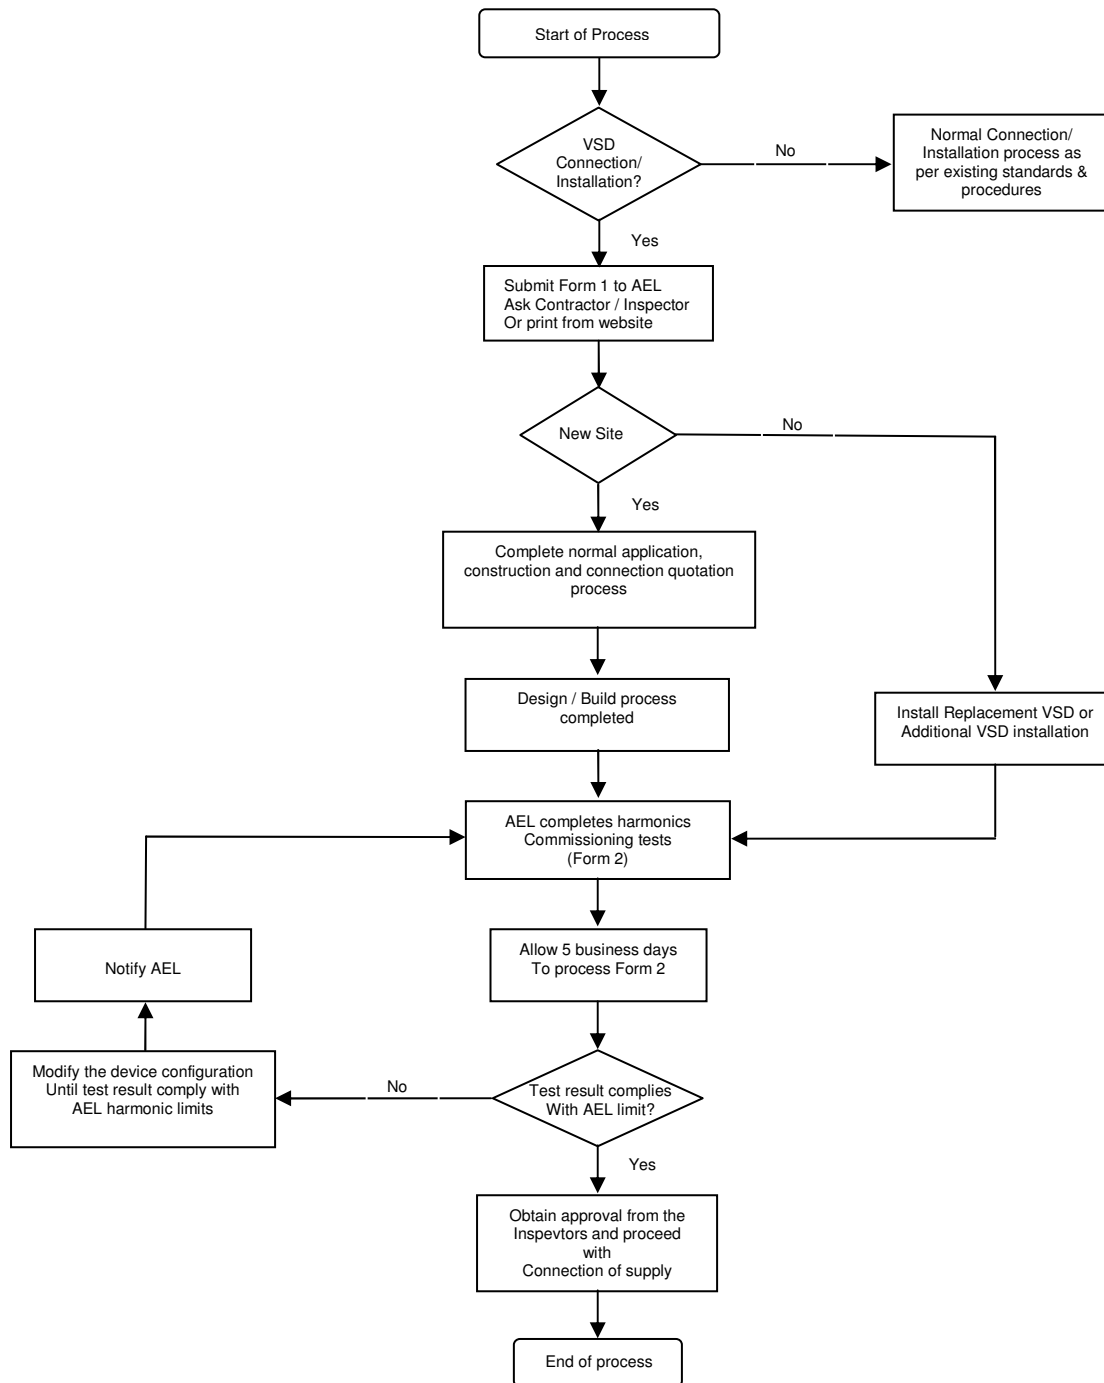 Start of Process
VSD
Connection/
Installation?
No
Normal Connection/
Installation process as
per existing standards &
procedures
Yes
Submit Form 1 to AEL
Ask Contractor / Inspector
Or print from website
New Site
No
Yes
Complete normal application,
construction and connection quotation
process
Design / Build process
completed
Install Replacement VSD or
Additional VSD installation
AEL completes harmonics
Commissioning tests
(Form 2)
Allow 5 business days
To process Form 2
Notify AEL
Modify the device configuration
Until test result comply with
AEL harmonic limits
No
Test result complies
With AEL limit?
Yes
Obtain approval from the
Inspevtors and proceed
with
Connection of supply
End of process